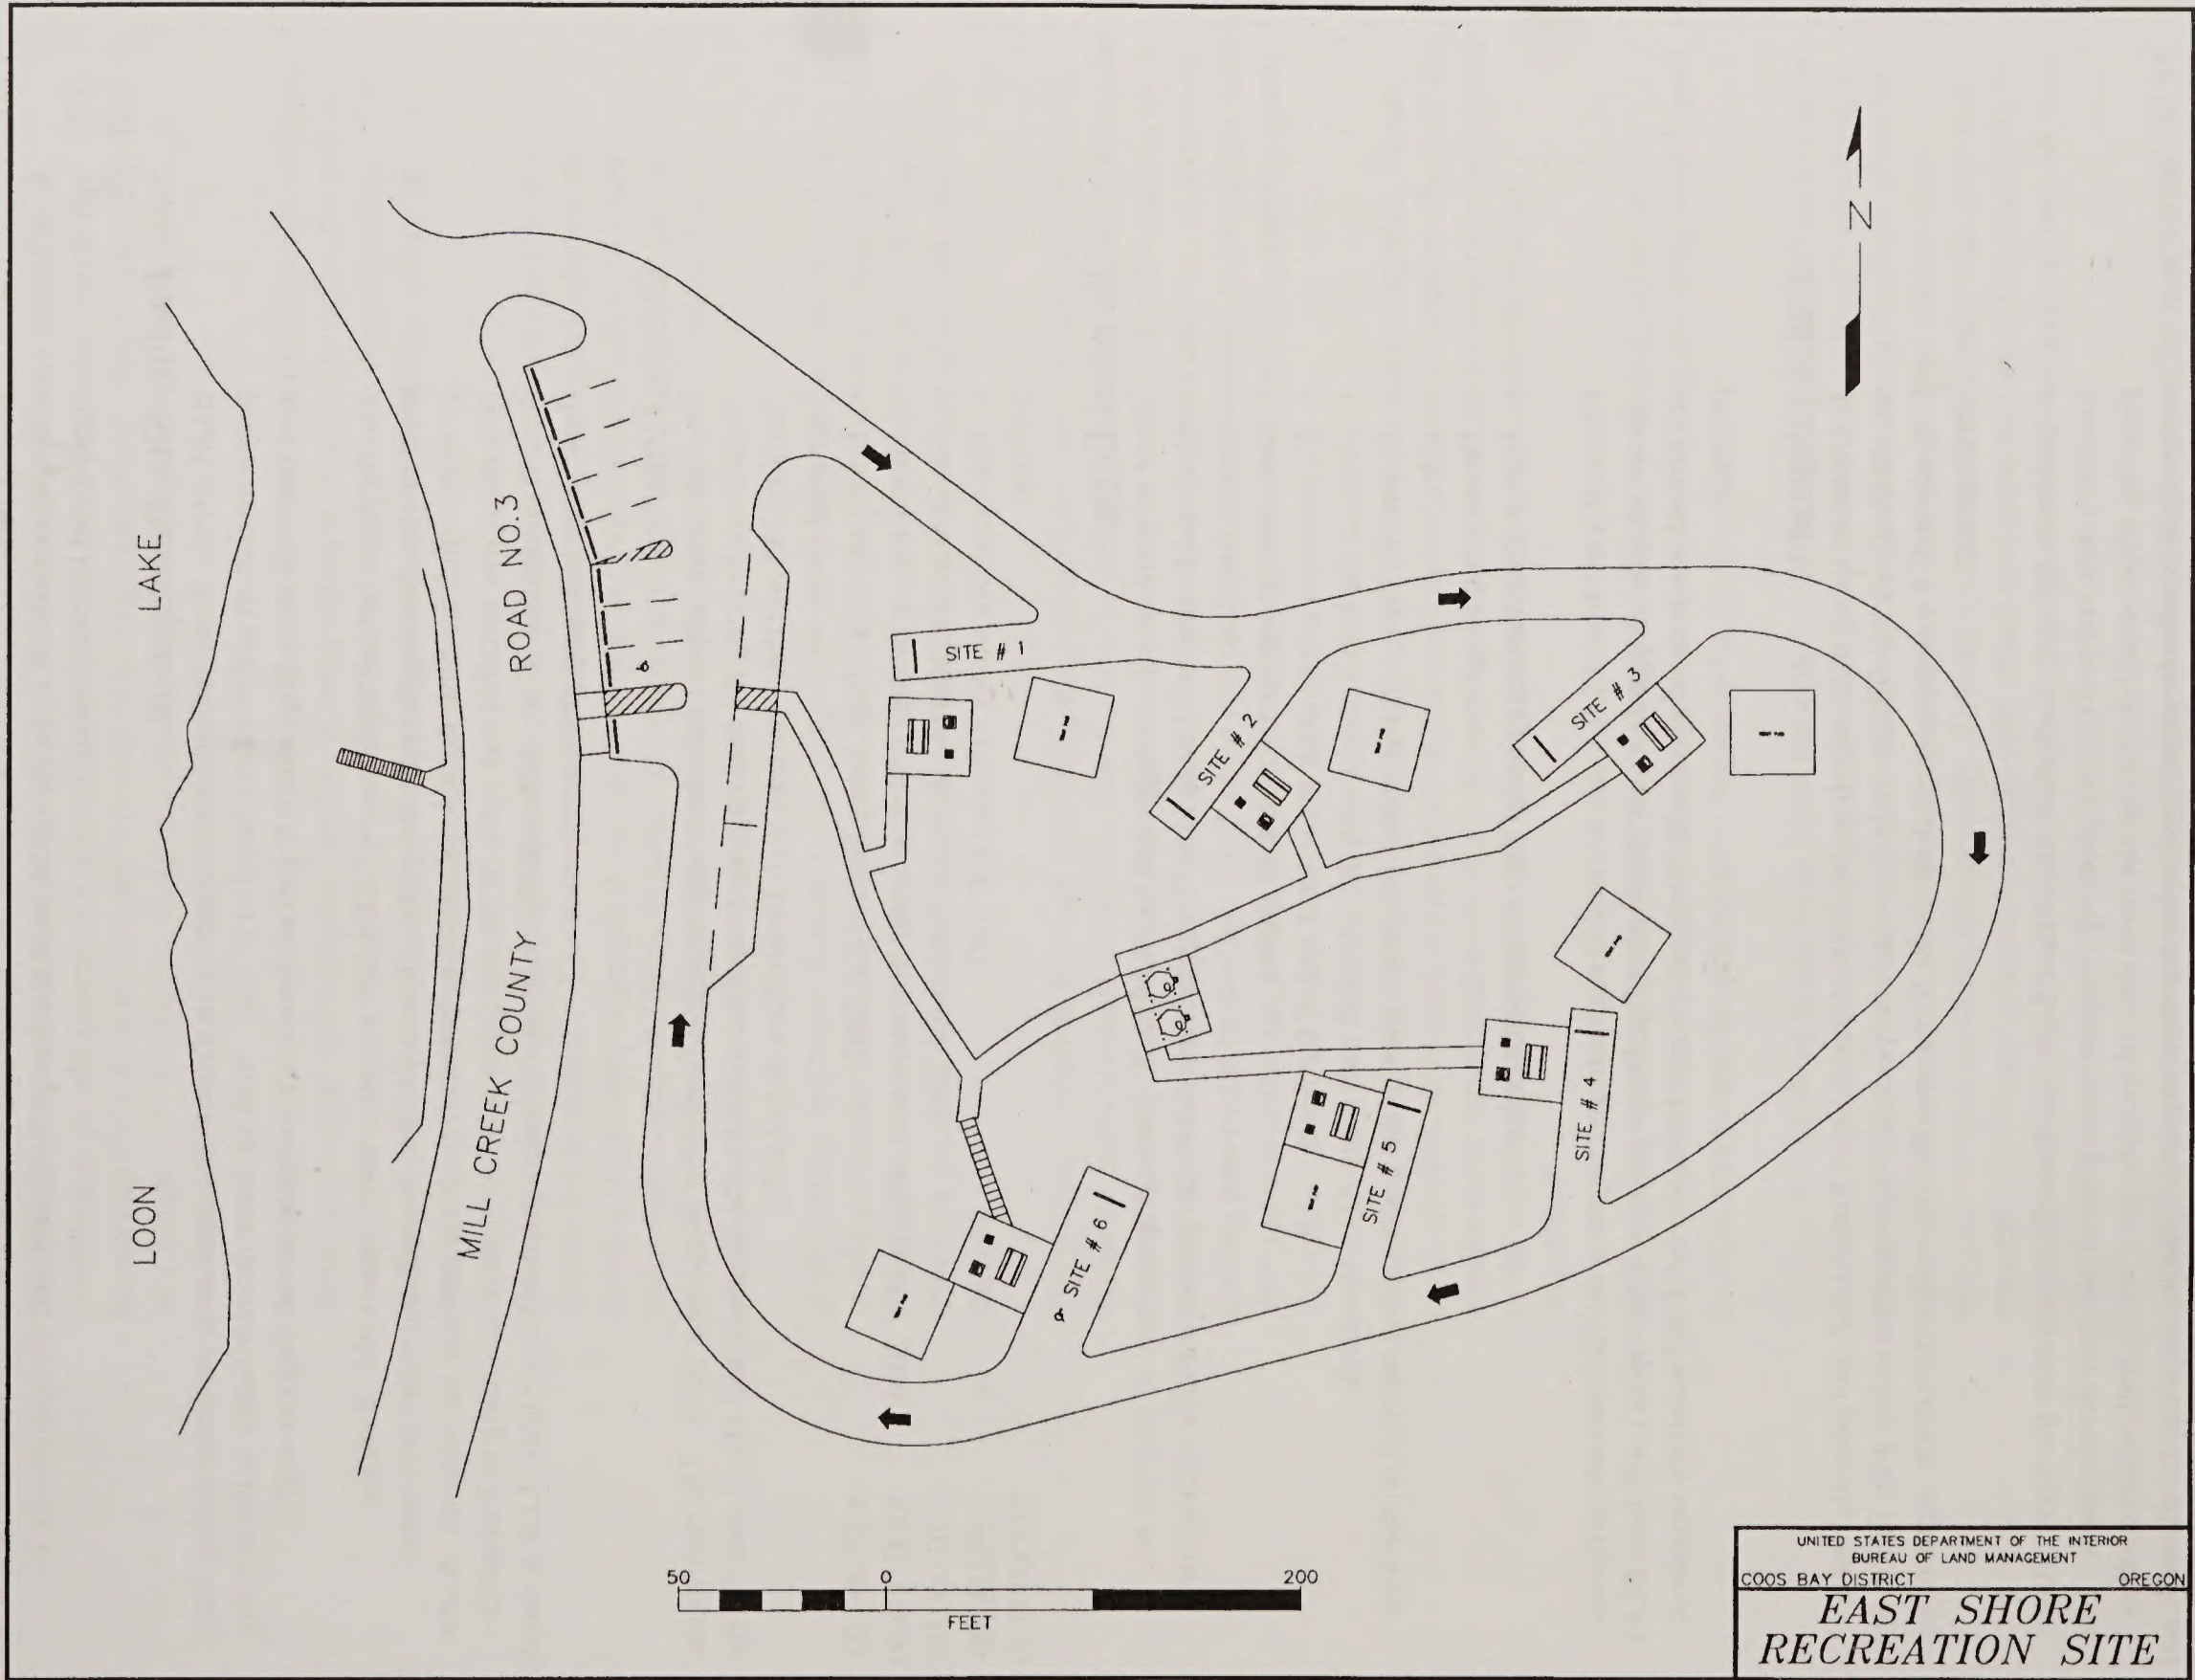 N
LOON LAKE
MILL CREEK COUNTY ROAD NO.3
SITE # 1
SITE # 2
SITE # 3
SITE # 4
SITE # 5
SITE # 6
50 0 200
FEET
UNITED STATES DEPARTMENT OF THE INTERIOR
BUREAU OF LAND MANAGEMENT
COOS BAY DISTRICT OREGON
EAST SHORE
RECREATION SITE